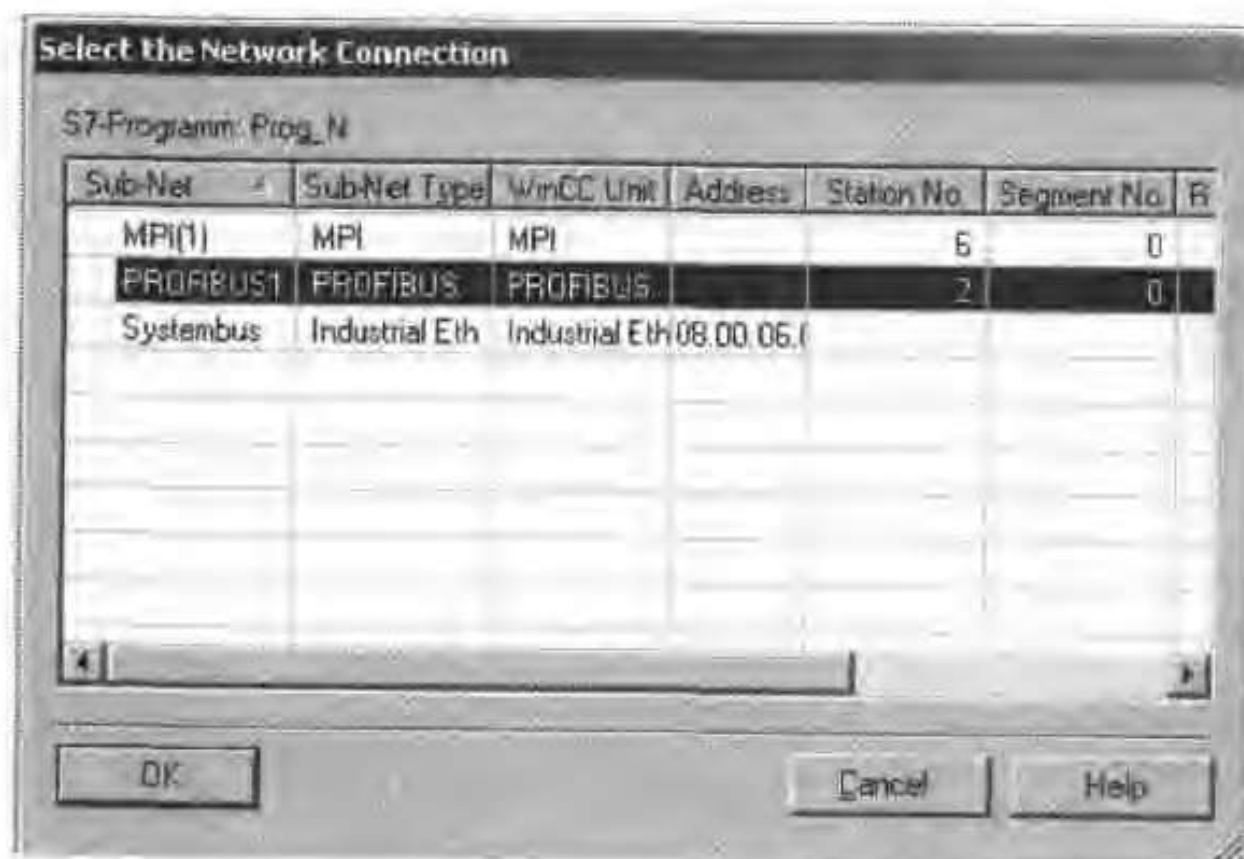 Select the Network Connection
S7-Programm: Prog_N
Sub-Net Sub-Net Type WinCC Unit Address Station No. Segment No. R
MPI(1) MPI MPI 6 0
PROFIBUS1 PROFIBUS PROFIBUS 2 0
Systembus Industrial Eth Industrial Eth 08.00.06.0
OK Cancel Help